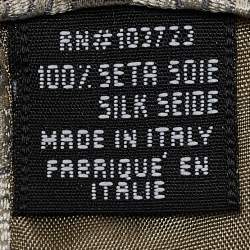 RN#103723
100% SETA SOIE
SILK SEIDE
MADE IN ITALY
FABRIQUE' EN
ITALIE